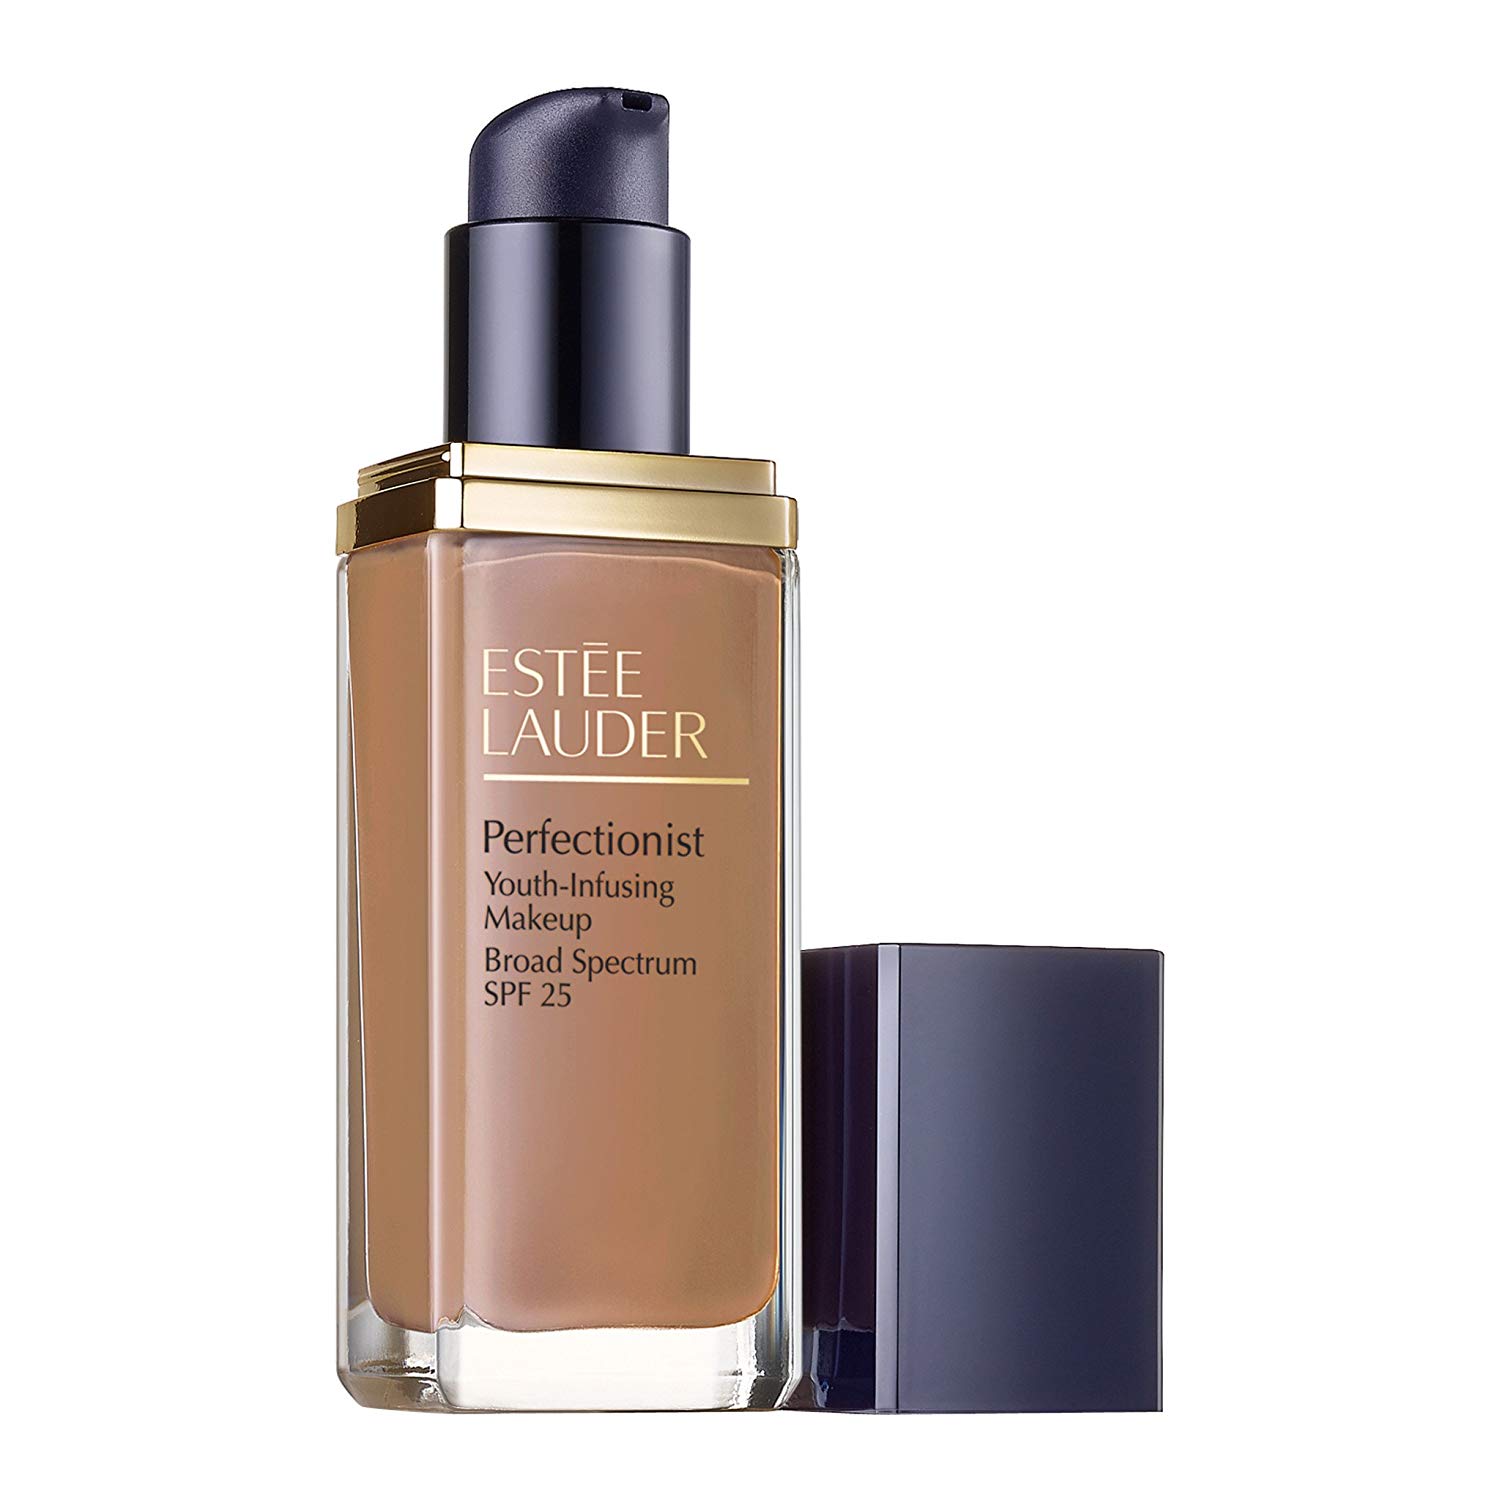 ESTĒE
LAUDER
Perfectionist
Youth-Infusing
Makeup
Broad Spectrum
SPF 25